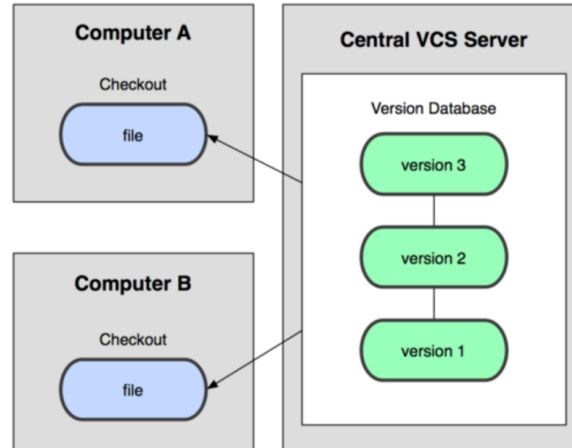 Computer A
Checkout
file
Computer B
Checkout
file
Central VCS Server
Version Database
version 3
version 2
version 1